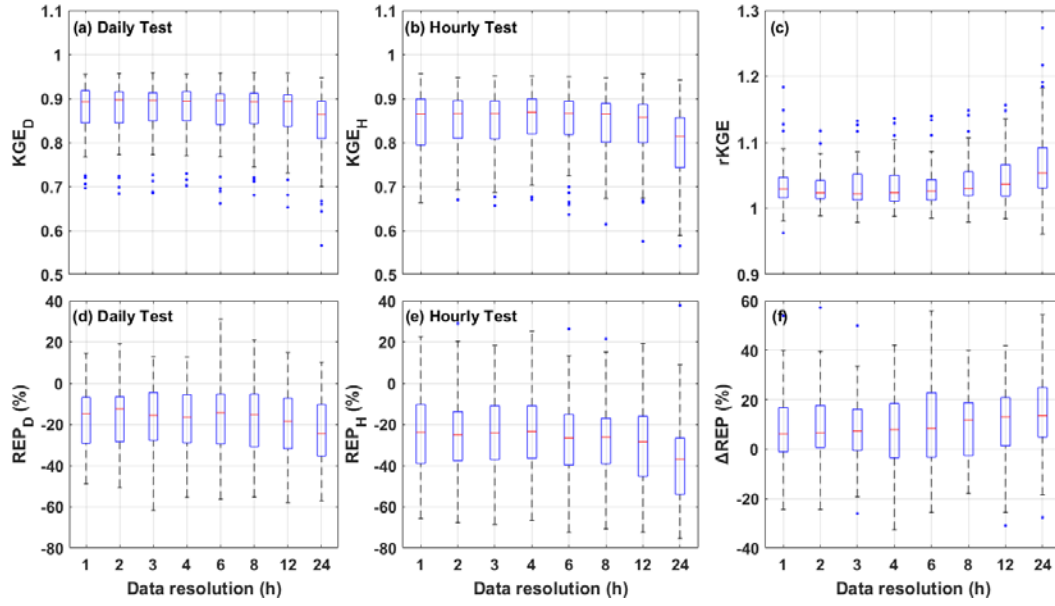 (a) Daily Test
(b) Hourly Test
(c)
1.1
1
0.9
0.8
0.7
0.6
0.5
KGE_D
1.1
1
0.9
0.8
0.7
0.6
0.5
KGE_H
1.3
1.2
1.1
1
0.9
rKGE
(d) Daily Test
(e) Hourly Test
(f)
40
20
0
-20
-40
-60
-80
REP_D (%)
1 2 3 4 6 8 12 24
Data resolution (h)
40
20
0
-20
-40
-60
-80
REP_H (%)
1 2 3 4 6 8 12 24
Data resolution (h)
60
40
20
0
-20
-40
ΔREP (%)
1 2 3 4 6 8 12 24
Data resolution (h)